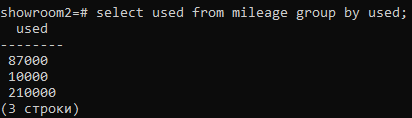 showroom2=# select used from mileage group by used;
used
--------
87000
10000
210000
(3 строки)